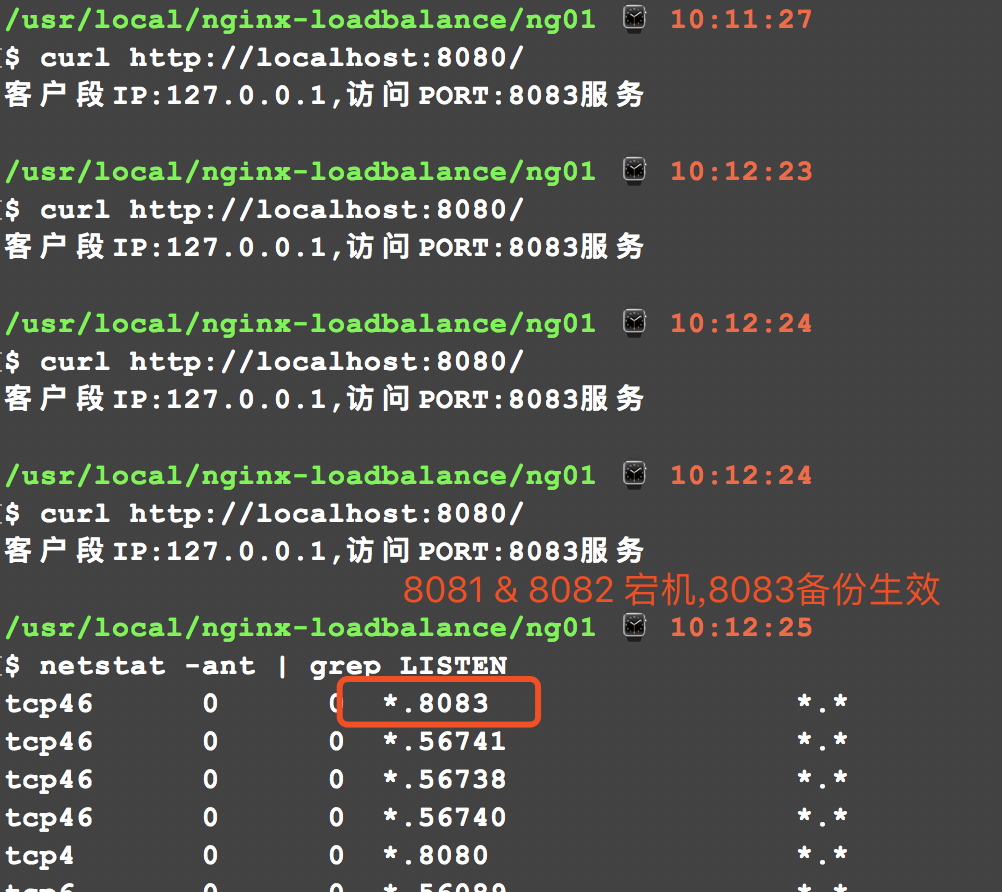 /usr/local/nginx-loadbalance/ng01 ⌚ 10:11:27
$ curl http://localhost:8080/
客户段IP:127.0.0.1,访问PORT:8083服务
/usr/local/nginx-loadbalance/ng01 ⌚ 10:12:23
$ curl http://localhost:8080/
客户段IP:127.0.0.1,访问PORT:8083服务
/usr/local/nginx-loadbalance/ng01 ⌚ 10:12:24
$ curl http://localhost:8080/
客户段IP:127.0.0.1,访问PORT:8083服务
/usr/local/nginx-loadbalance/ng01 ⌚ 10:12:24
$ curl http://localhost:8080/
客户段IP:127.0.0.1,访问PORT:8083服务
8081 & 8082 宕机,8083备份生效
/usr/local/nginx-loadbalance/ng01 ⌚ 10:12:25
$ netstat -ant | grep LISTEN
tcp46 0 0 *.8083 *.*
tcp46 0 0 *.56741 *.*
tcp46 0 0 *.56738 *.*
tcp46 0 0 *.56740 *.*
tcp4 0 0 *.8080 *.*
tcp6 0 0 *.56089 *.*